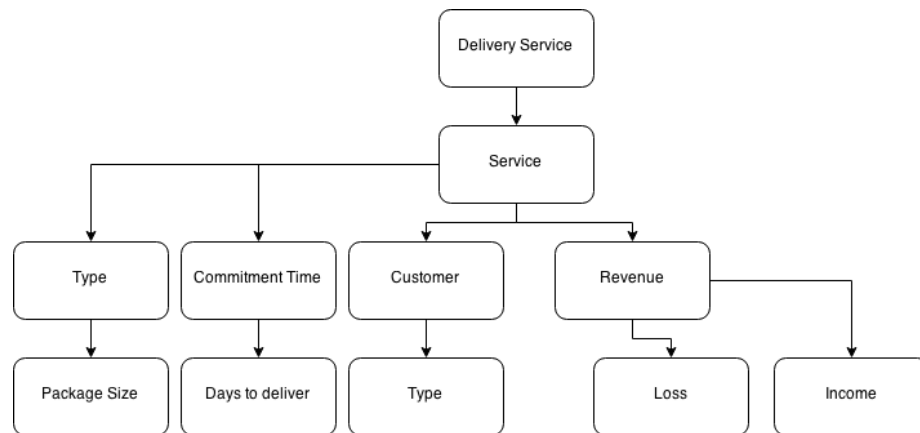 Delivery Service
Service
Type
Commitment Time
Customer
Revenue
Package Size
Days to deliver
Type
Loss
Income